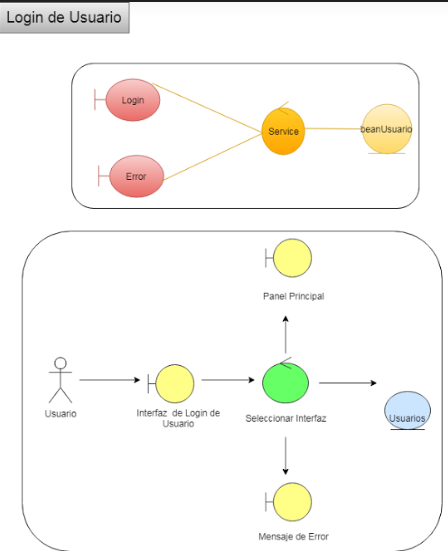 Login de Usuario
Login
Service
beanUsuario
Error
Panel Principal
Usuario
Interfaz de Login de
Usuario
Seleccionar Interfaz
Usuarios
Mensaje de Error